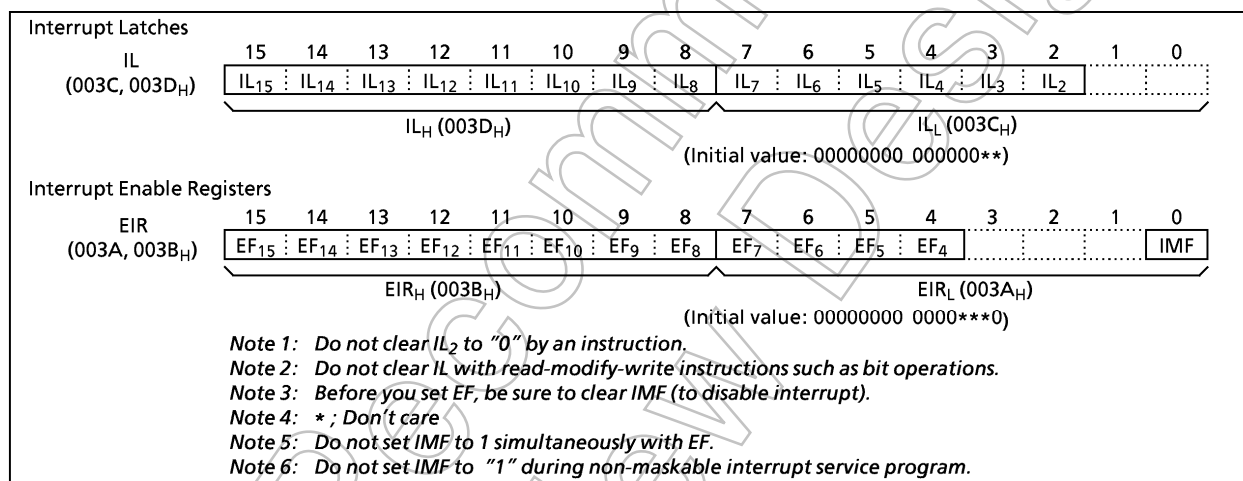 Interrupt Latches
IL
(003C, 003DH)
15 14 13 12 11 10 9 8 7 6 5 4 3 2 1 0
IL15 IL14 IL13 IL12 IL11 IL10 IL9 IL8 IL7 IL6 IL5 IL4 IL3 IL2
ILH (003DH) ILL (003CH)
(Initial value: 00000000 000000**)
Interrupt Enable Registers
EIR
(003A, 003BH)
15 14 13 12 11 10 9 8 7 6 5 4 3 2 1 0
EF15 EF14 EF13 EF12 EF11 EF10 EF9 EF8 EF7 EF6 EF5 EF4 IMF
EIRH (003BH) EIRL (003AH)
(Initial value: 00000000 0000***0)
Note 1: Do not clear IL2 to "0" by an instruction.
Note 2: Do not clear IL with read-modify-write instructions such as bit operations.
Note 3: Before you set EF, be sure to clear IMF (to disable interrupt).
Note 4: * ; Don't care
Note 5: Do not set IMF to 1 simultaneously with EF.
Note 6: Do not set IMF to "1" during non-maskable interrupt service program.